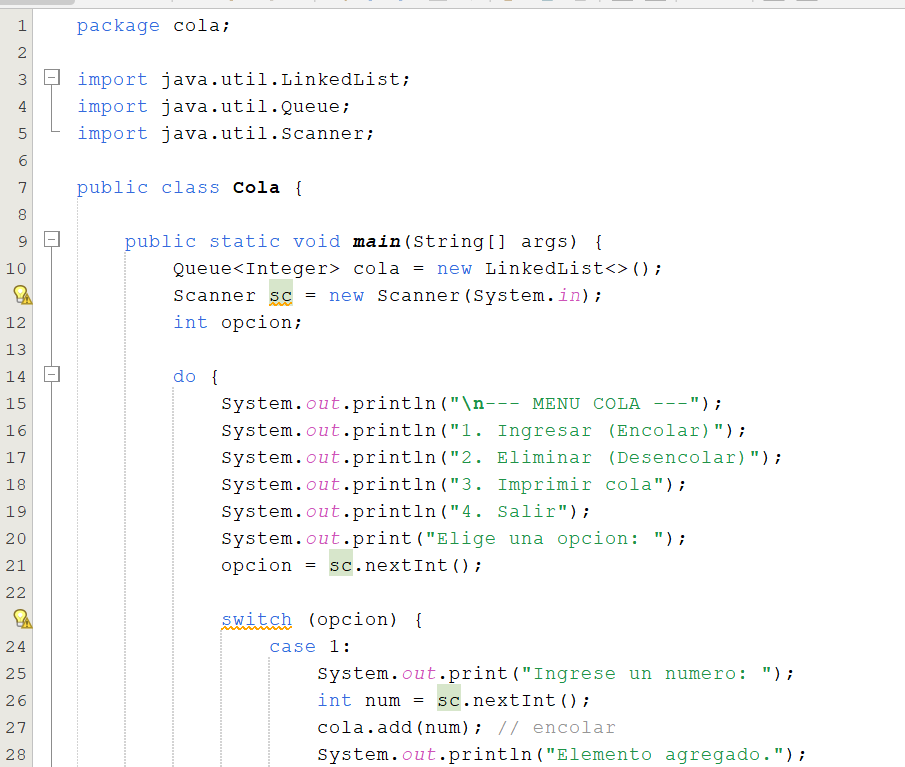 1 package cola;
2
3 import java.util.LinkedList;
4 import java.util.Queue;
5 import java.util.Scanner;
6
7 public class Cola {
8
9 public static void main(String[] args) {
10 Queue<Integer> cola = new LinkedList<>();
Scanner sc = new Scanner(System.in);
12 int opcion;
13
14 do {
15 System.out.println("\n--- MENU COLA ---");
16 System.out.println("1. Ingresar (Encolar)");
17 System.out.println("2. Eliminar (Desencolar)");
18 System.out.println("3. Imprimir cola");
19 System.out.println("4. Salir");
20 System.out.print("Elige una opcion: ");
21 opcion = sc.nextInt();
22
switch (opcion) {
24 case 1:
25 System.out.print("Ingrese un numero: ");
26 int num = sc.nextInt();
27 cola.add(num); // encolar
28 System.out.println("Elemento agregado.");